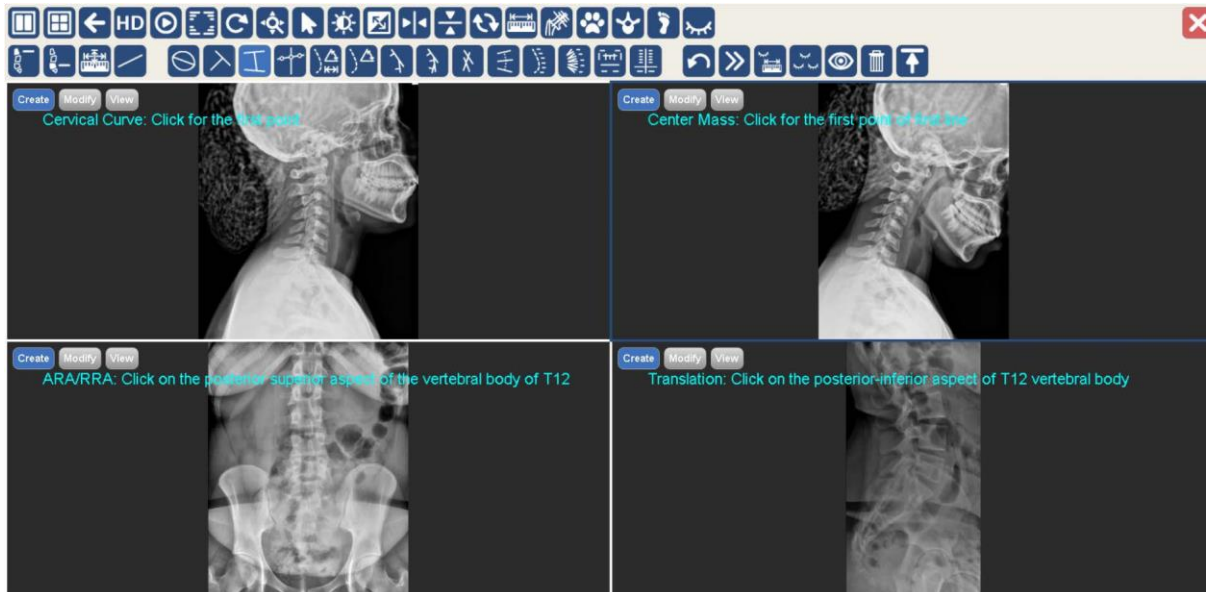 HD
Create Modify View
Cervical Curve: Click for the first point
Create Modify View
Center Mass: Click for the first point of first line
Create Modify View
ARA/RRA: Click on the posterior superior aspect of the vertebral body of T12
Create Modify View
Translation: Click on the posterior-inferior aspect of T12 vertebral body